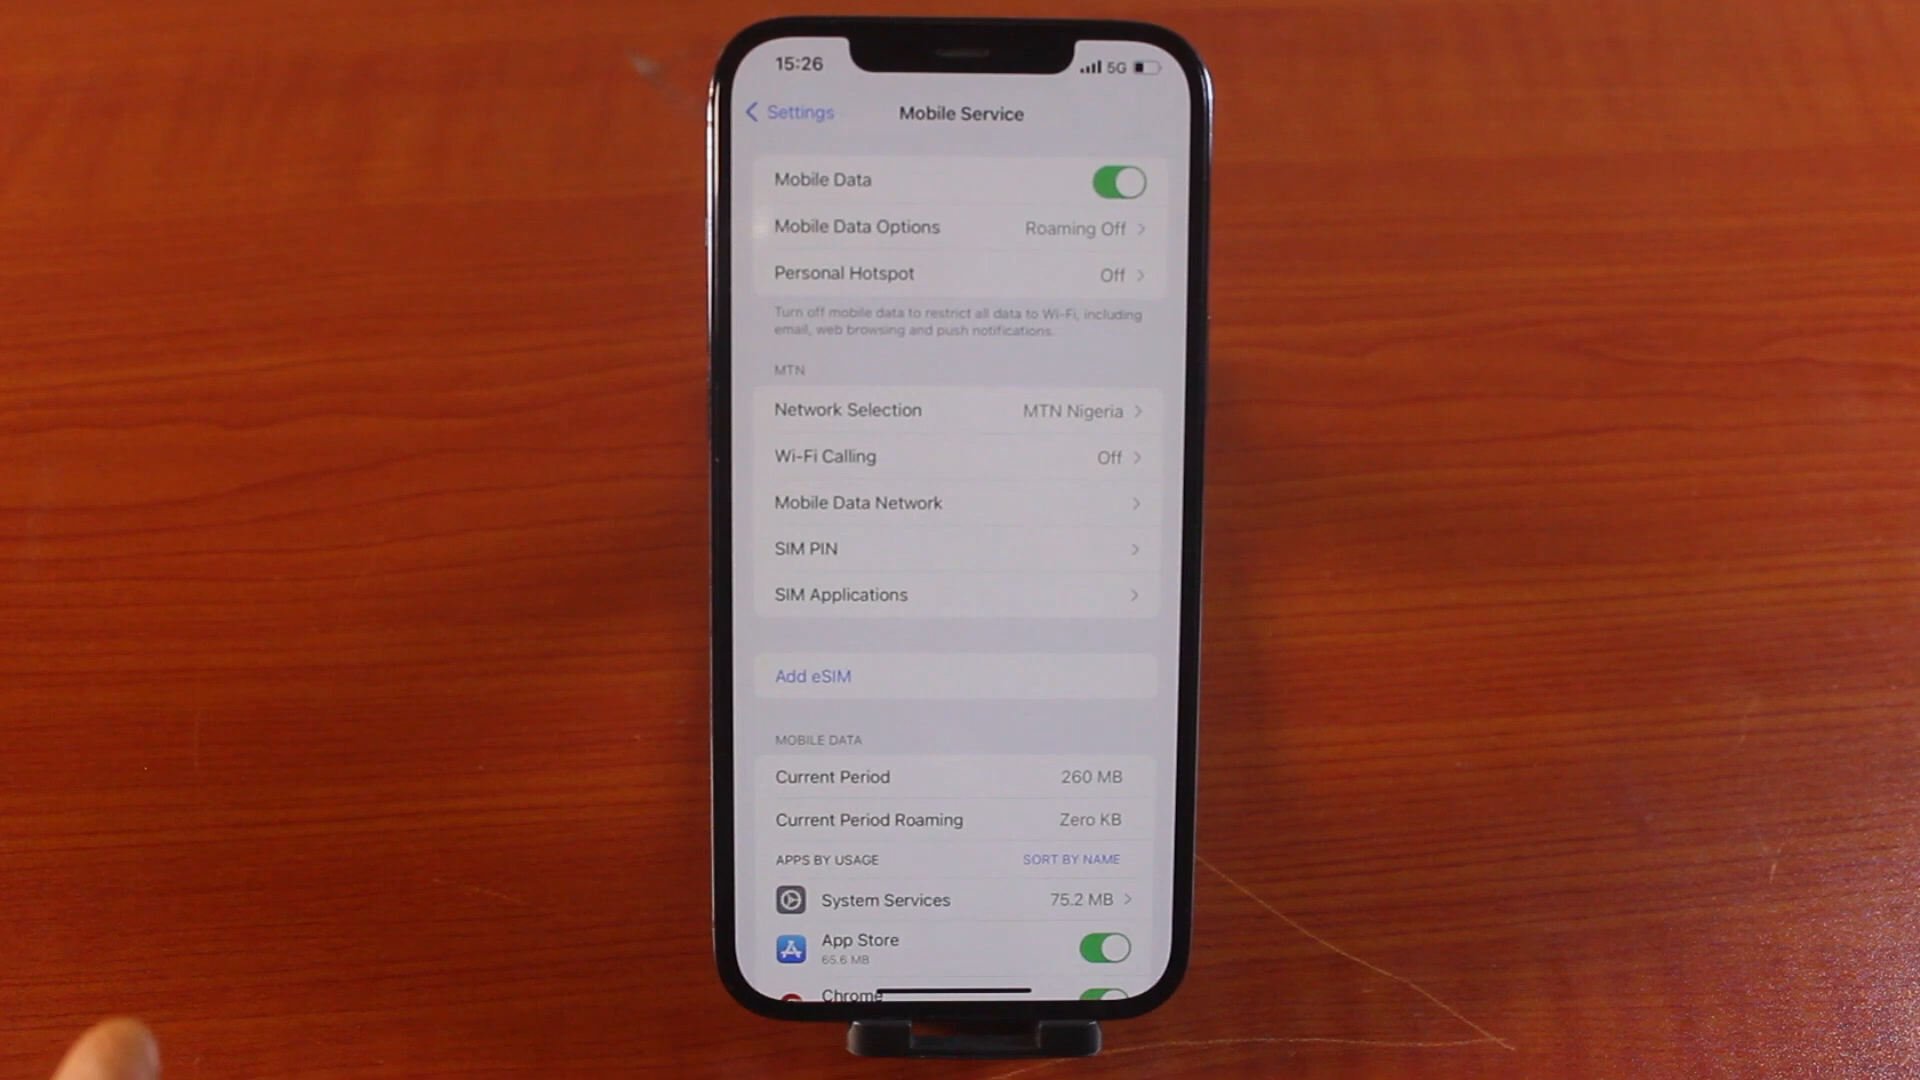 15:26
5G
Settings
Mobile Service
Mobile Data
Mobile Data Options Roaming Off
Personal Hotspot Off
Turn off mobile data to restrict all data to Wi-Fi, including
email, web browsing and push notifications.
MTN
Network Selection MTN Nigeria
Wi-Fi Calling Off
Mobile Data Network
SIM PIN
SIM Applications
Add eSIM
MOBILE DATA
Current Period 260 MB
Current Period Roaming Zero KB
APPS BY USAGE SORT BY NAME
System Services 75.2 MB
App Store
65.6 MB
Chrome